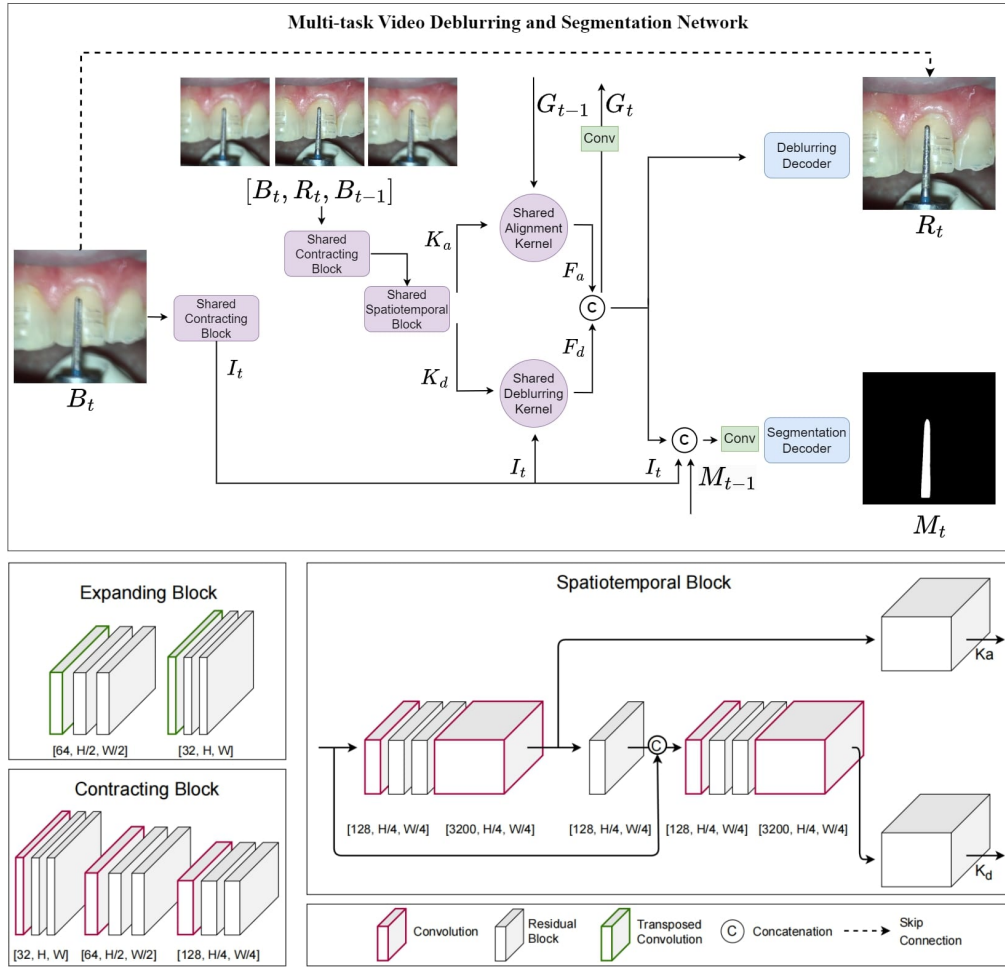 Multi-task Video Deblurring and Segmentation Network
G_{t-1}
G_t
Conv
Deblurring
Decoder
R_t
[B_t, R_t, B_{t-1}]
Shared
Contracting
Block
Shared
Spatiotemporal
Block
K_a
K_d
Shared
Alignment
Kernel
F_a
C
F_d
Shared
Deblurring
Kernel
Shared
Contracting
Block
B_t
I_t
I_t
I_t
C
M_{t-1}
Conv
Segmentation
Decoder
M_t
Expanding Block
[64, H/2, W/2]
[32, H, W]
Contracting Block
[32, H, W]
[64, H/2, W/2]
[128, H/4, W/4]
Spatiotemporal Block
Ka
C
[128, H/4, W/4]
[3200, H/4, W/4]
[128, H/4, W/4]
[128, H/4, W/4]
[3200, H/4, W/4]
K_d
Convolution
Residual
Block
Transposed
Convolution
C
Concatenation
Skip
Connection